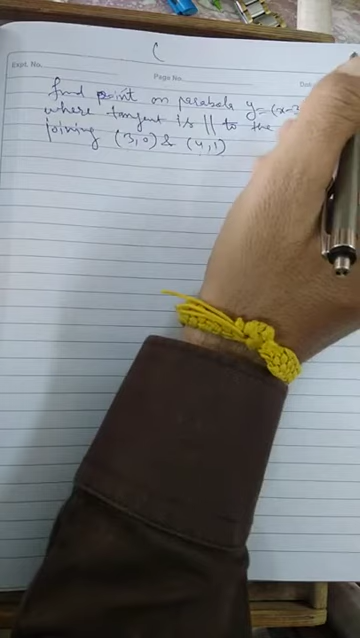 Expt. No.
Page No.
(
find point on parabola y=(x-3
where tangent is || to the
joining (3,0) & (4,1)